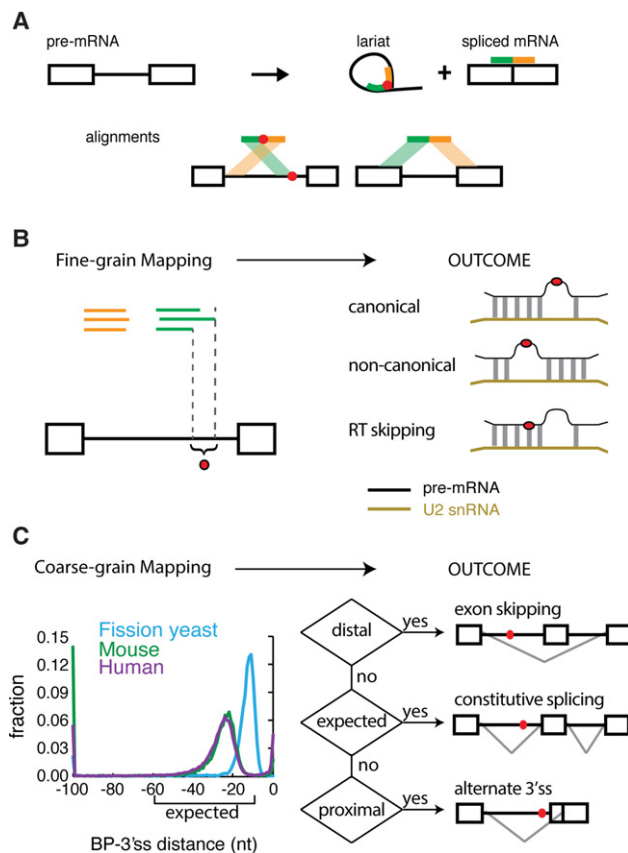 A
pre-mRNA
lariat
spliced mRNA
+
alignments
B
Fine-grain Mapping
OUTCOME
canonical
non-canonical
RT skipping
pre-mRNA
U2 snRNA
C
Coarse-grain Mapping
OUTCOME
Fission yeast
Mouse
Human
fraction
0.15
0.12
0.09
0.06
0.03
0.00
-100
-80
-60
-40
-20
0
expected
BP-3'ss distance (nt)
distal
yes
no
expected
yes
no
proximal
yes
exon skipping
constitutive splicing
alternate 3'ss